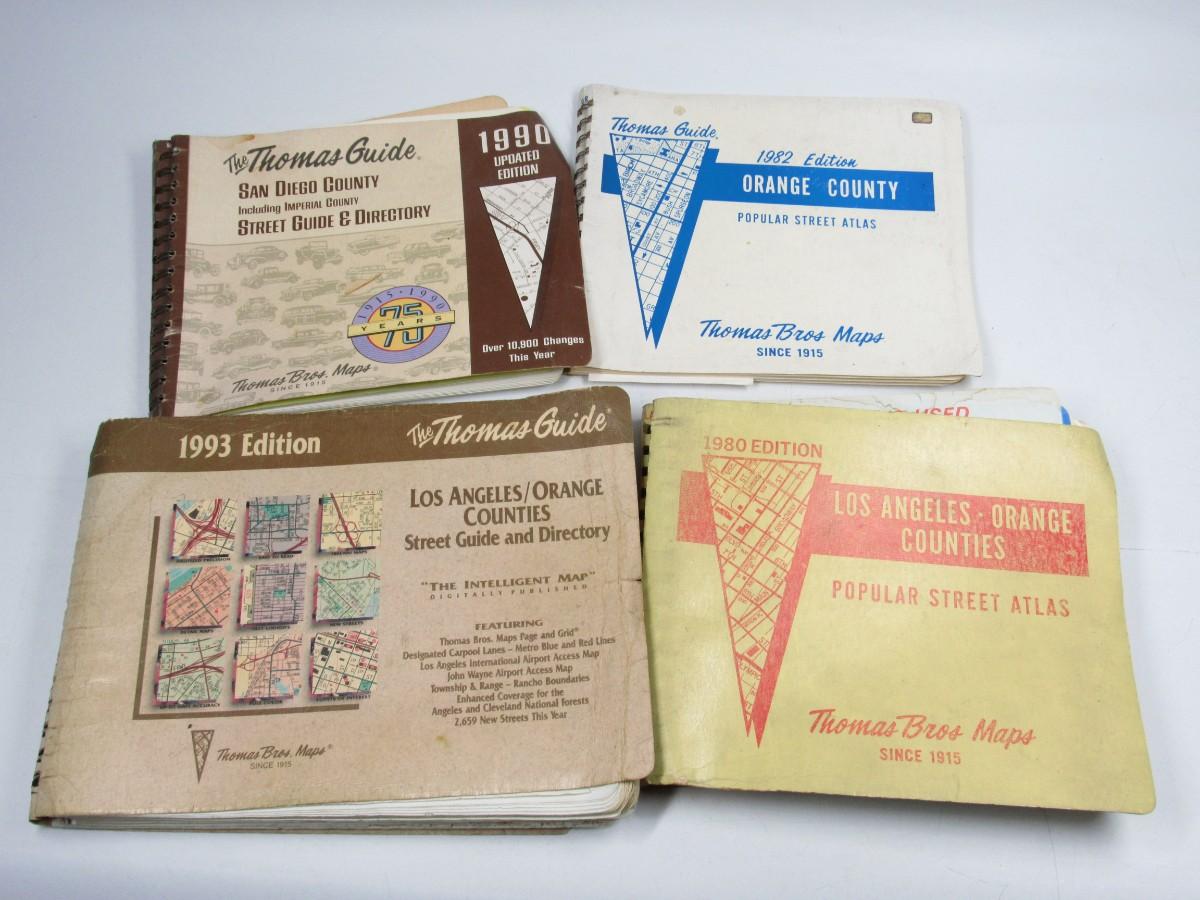 The Thomas Guide®
SAN DIEGO COUNTY
Including IMPERIAL COUNTY
STREET GUIDE & DIRECTORY
1990
UPDATED
EDITION
1915 · 1990
75
YEARS
Over 10,800 Changes
This Year
Thomas Bros. Maps®
SINCE 1915
Thomas Guide®
1982 Edition
ORANGE COUNTY
POPULAR STREET ATLAS
Thomas Bros Maps
SINCE 1915
1993 Edition
The Thomas Guide®
LOS ANGELES/ORANGE
COUNTIES
Street Guide and Directory
"THE INTELLIGENT MAP"
DIGITALLY PUBLISHED
FEATURING
Thomas Bros. Maps Page and Grid®
Designated Carpool Lanes – Metro Blue and Red Lines
Los Angeles International Airport Access Map
John Wayne Airport Access Map
Township & Range – Rancho Boundaries
Enhanced Coverage for the
Angeles and Cleveland National Forests
2,659 New Streets This Year
Thomas Bros. Maps®
SINCE 1915
USED
1980 EDITION
LOS ANGELES · ORANGE
COUNTIES
POPULAR STREET ATLAS
Thomas Bros Maps
SINCE 1915